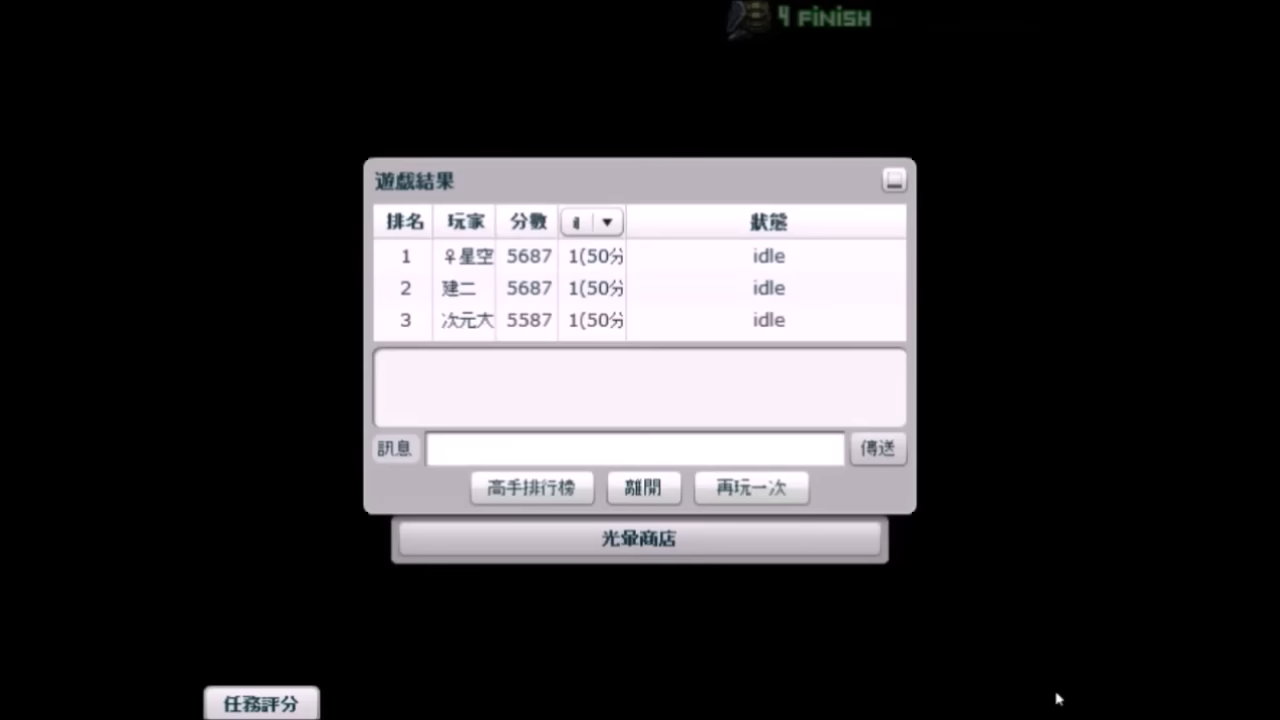 4 FINISH
遊戲結果
排名 玩家 分數 狀態
1 ♀星空 5687 1(50分 idle
2 建二 5687 1(50分 idle
3 次元大 5587 1(50分 idle
訊息 傳送
高手排行榜 離開 再玩一次
光暈商店
任務評分